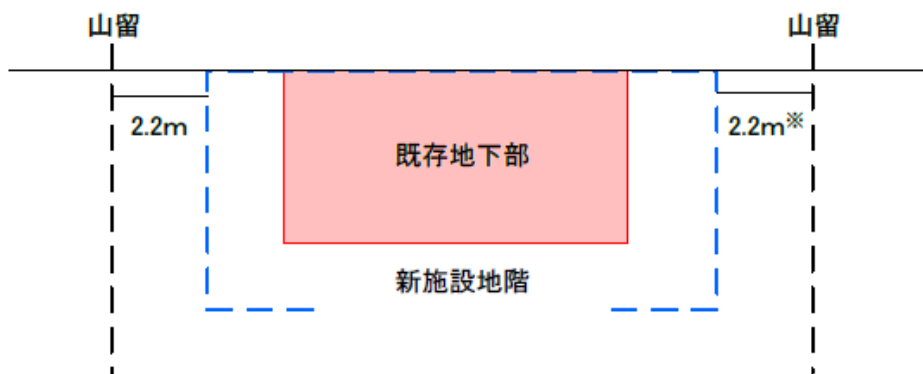 山留
山留
2.2m
2.2m※
既存地下部
新施設地階